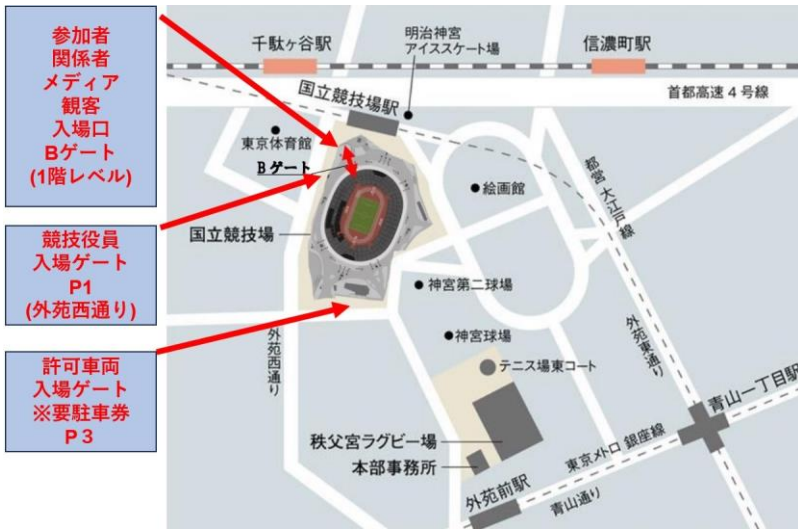 参加者
関係者
メディア
観客
入場口
Bゲート
(1階レベル)
競技役員
入場ゲート
P1
(外苑西通り)
許可車両
入場ゲート
※要駐車券
P3
千駄ヶ谷駅
明治神宮
アイススケート場
信濃町駅
国立競技場駅
首都高速4号線
東京体育館
Bゲート
絵画館
都営大江戸線
国立競技場
神宮第二球場
外苑西通り
神宮球場
外苑東通り
テニス場東コート
青山一丁目駅
秩父宮ラグビー場
東京メトロ 銀座線
本部事務所
外苑前駅
青山通り